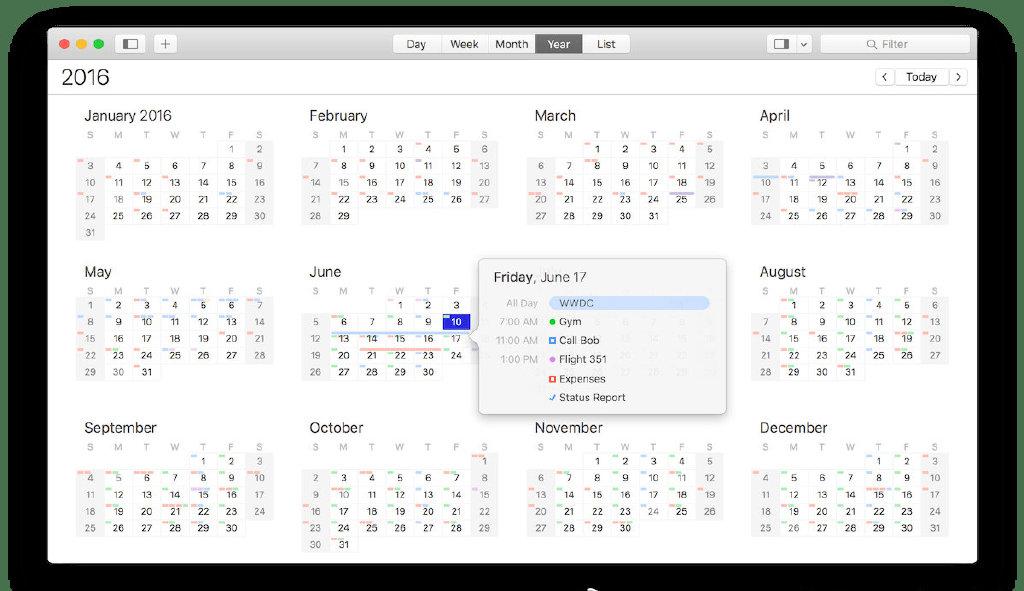 Day Week Month Year List
Filter
2016
Today
January 2016
S M T W T F S
1 2
3 4 5 6 7 8 9
10 11 12 13 14 15 16
17 18 19 20 21 22 23
24 25 26 27 28 29 30
31
February
S M T W T F S
1 2 3 4 5 6
7 8 9 10 11 12 13
14 15 16 17 18 19 20
21 22 23 24 25 26 27
28 29
March
S M T W T F S
1 2 3 4 5
6 7 8 9 10 11 12
13 14 15 16 17 18 19
20 21 22 23 24 25 26
27 28 29 30 31
April
S M T W T F S
1 2
3 4 5 6 7 8 9
10 11 12 13 14 15 16
17 18 19 20 21 22 23
24 25 26 27 28 29 30
May
S M T W T F S
1 2 3 4 5 6 7
8 9 10 11 12 13 14
15 16 17 18 19 20 21
22 23 24 25 26 27 28
29 30 31
June
S M T W T F
1 2 3
5 6 7 8 9 10
12 13 14 15 16 17
19 20 21 22 23 24
26 27 28 29 30
Friday, June 17
All Day WWDC
7:00 AM Gym
11:00 AM Call Bob
1:00 PM Flight 351
Expenses
Status Report
August
S M T W T F S
1 2 3 4 5 6
7 8 9 10 11 12 13
14 15 16 17 18 19 20
21 22 23 24 25 26 27
28 29 30 31
September
S M T W T F S
1 2 3
4 5 6 7 8 9 10
11 12 13 14 15 16 17
18 19 20 21 22 23 24
25 26 27 28 29 30
October
S M T W T F S
1
2 3 4 5 6 7 8
9 10 11 12 13 14 15
16 17 18 19 20 21 22
23 24 25 26 27 28 29
30 31
November
S M T W T F S
1 2 3 4 5
6 7 8 9 10 11 12
13 14 15 16 17 18 19
20 21 22 23 24 25 26
27 28 29 30
December
S M T W T F S
1 2 3
4 5 6 7 8 9 10
11 12 13 14 15 16 17
18 19 20 21 22 23 24
25 26 27 28 29 30 31